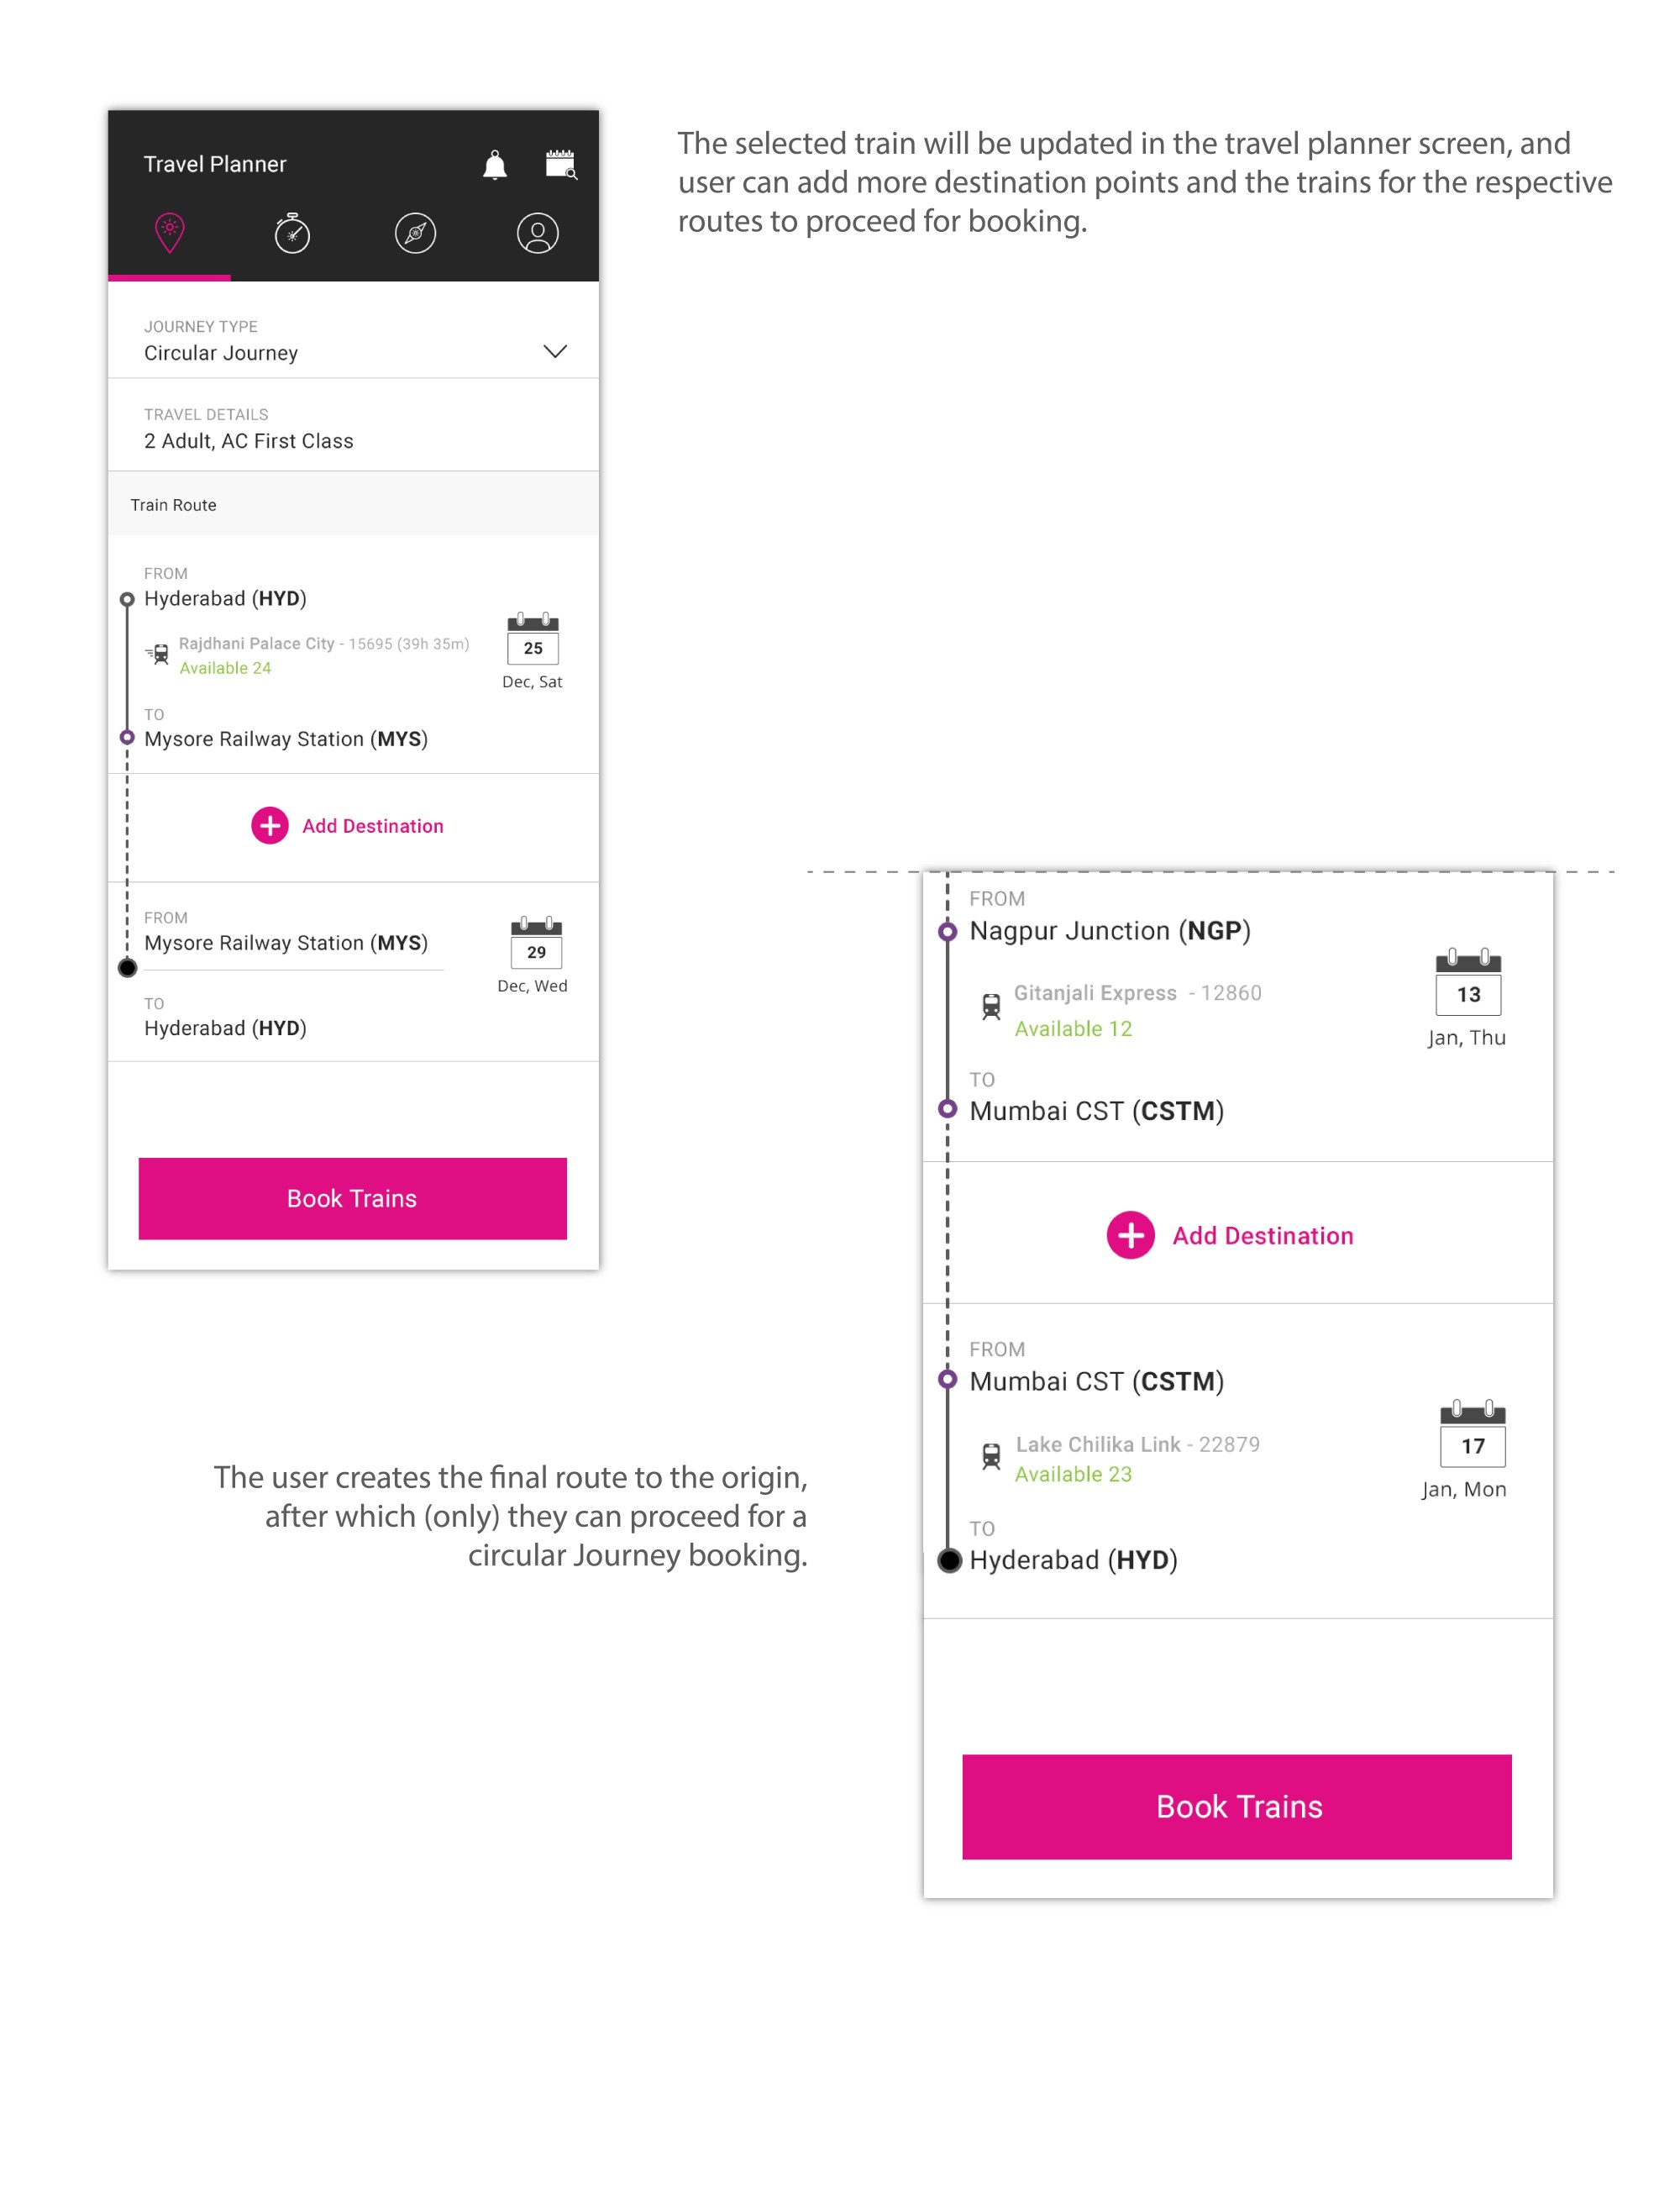 Travel Planner
The selected train will be updated in the travel planner screen, and
user can add more destination points and the trains for the respective
routes to proceed for booking.
JOURNEY TYPE
Circular Journey
TRAVEL DETAILS
2 Adult, AC First Class
Train Route
FROM
Hyderabad (HYD)
Rajdhani Palace City - 15695 (39h 35m)
Available 24
25
Dec, Sat
TO
Mysore Railway Station (MYS)
Add Destination
FROM
Mysore Railway Station (MYS)
29
Dec, Wed
TO
Hyderabad (HYD)
Book Trains
FROM
Nagpur Junction (NGP)
Gitanjali Express - 12860
Available 12
13
Jan, Thu
TO
Mumbai CST (CSTM)
Add Destination
FROM
Mumbai CST (CSTM)
Lake Chilika Link - 22879
Available 23
17
Jan, Mon
TO
Hyderabad (HYD)
Book Trains
The user creates the final route to the origin,
after which (only) they can proceed for a
circular Journey booking.